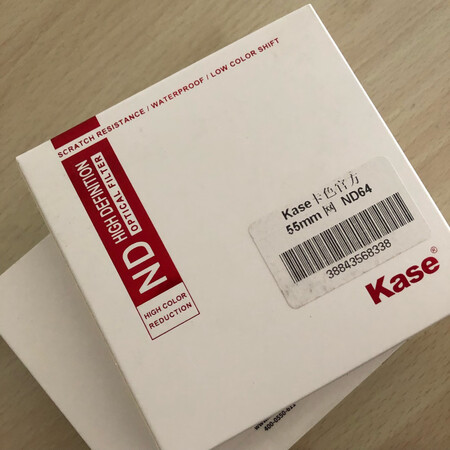 SCRATCH RESISTANCE / WATERPROOF / LOW COLOR SHIFT
ND
HIGH DEFINITION
OPTICAL FILTER
HIGH COLOR
REDUCTION
Kase卡色官方
55mm 网 ND64
38843568338
Kase®